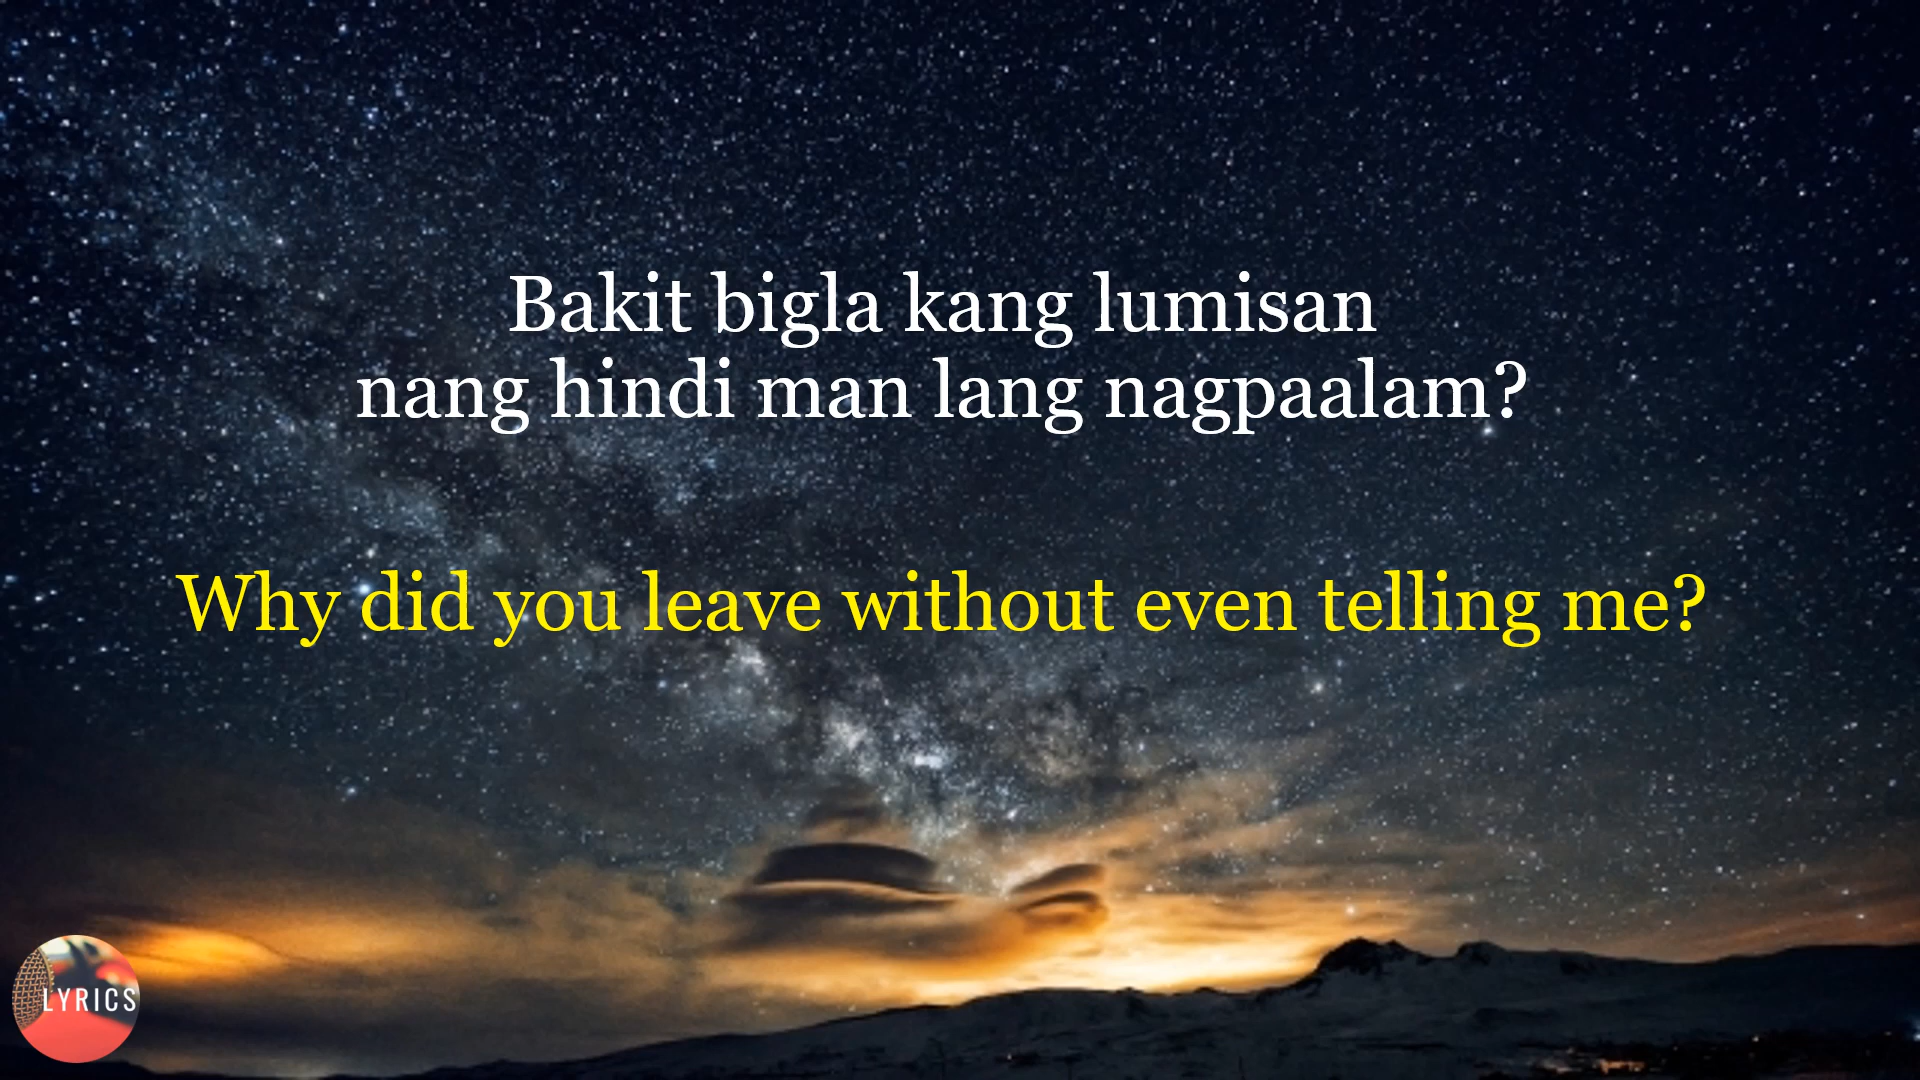 Bakit bigla kang lumisan
nang hindi man lang nagpaalam?
Why did you leave without even telling me?
LYRICS